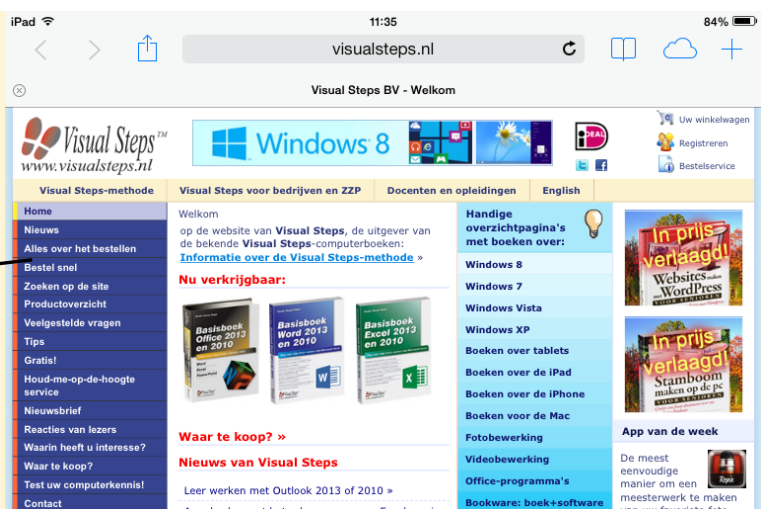 iPad 11:35 84%
visualsteps.nl
Visual Steps BV - Welkom
Visual Steps™
www.visualsteps.nl
Windows 8
iDEAL
Uw winkelwagen
Registreren
Bestelservice
Visual Steps-methode Visual Steps voor bedrijven en ZZP Docenten en opleidingen English
Home
Nieuws
Alles over het bestellen
Bestel snel
Zoeken op de site
Productoverzicht
Veelgestelde vragen
Tips
Gratis!
Houd-me-op-de-hoogte
service
Nieuwsbrief
Reacties van lezers
Waarin heeft u interesse?
Waar te koop?
Test uw computerkennis!
Contact
Welkom
op de website van Visual Steps, de uitgever van
de bekende Visual Steps-computerboeken:
Informatie over de Visual Steps-methode »
Nu verkrijgbaar:
Basisboek
Office 2013
en 2010
Word
Excel
PowerPoint
Basisboek
Word 2013
en 2010
Basisboek
Excel 2013
en 2010
Waar te koop? »
Nieuws van Visual Steps
Leer werken met Outlook 2013 of 2010 »
Handige
overzichtpagina's
met boeken over:
Windows 8
Windows 7
Windows Vista
Windows XP
Boeken over tablets
Boeken over de iPad
Boeken over de iPhone
Boeken voor de Mac
Fotobewerking
Videobewerking
Office-programma's
Bookware: boek+software
In prijs
verlaagd!
Websites maken
met WordPress
VOOR SENIOREN
In prijs
verlaagd!
Stamboom
maken op de pc
VOOR SENIOREN
App van de week
De meest
eenvoudige
manier om een
meesterwerk te maken
van uw favoriete foto
Repix